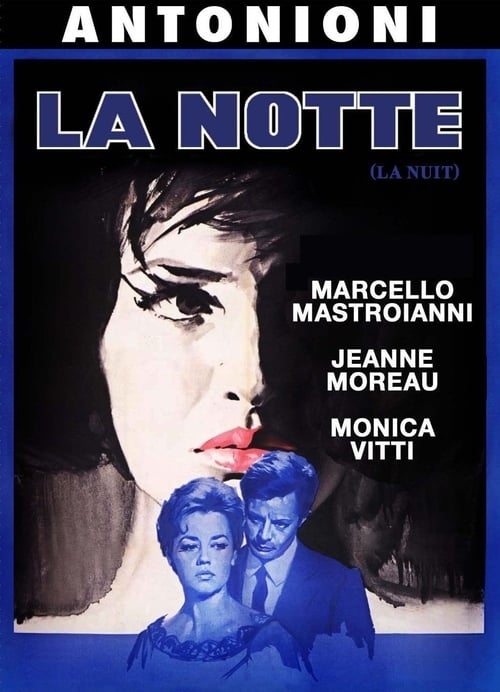 ANTONIONI
LA NOTTE
(LA NUIT)
MARCELLO
MASTROIANNI
JEANNE
MOREAU
MONICA
VITTI